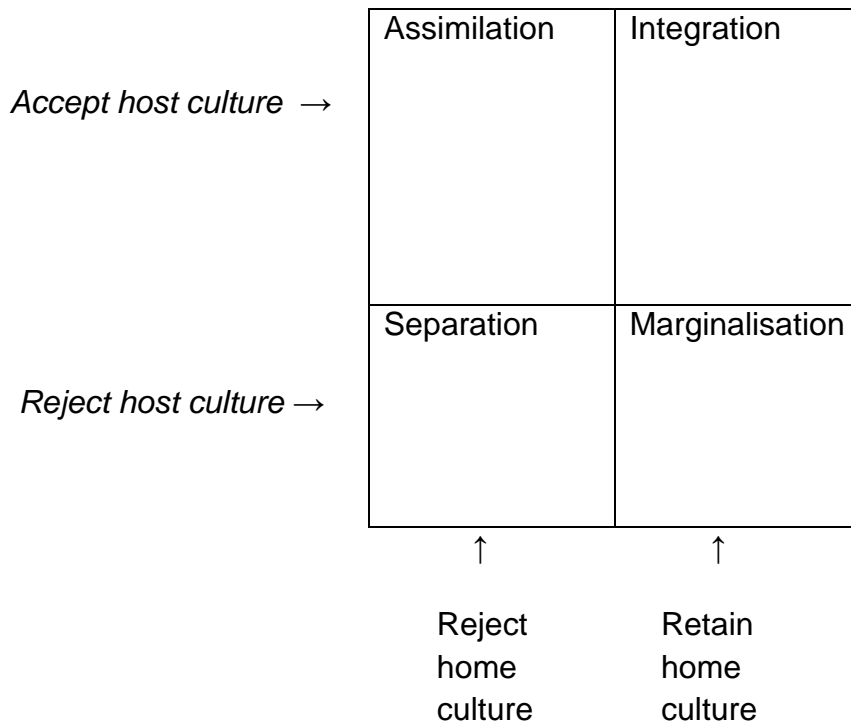 Assimilation Integration
Accept host culture →
Separation Marginalisation
Reject host culture →
↑ ↑
Reject Retain
home home
culture culture